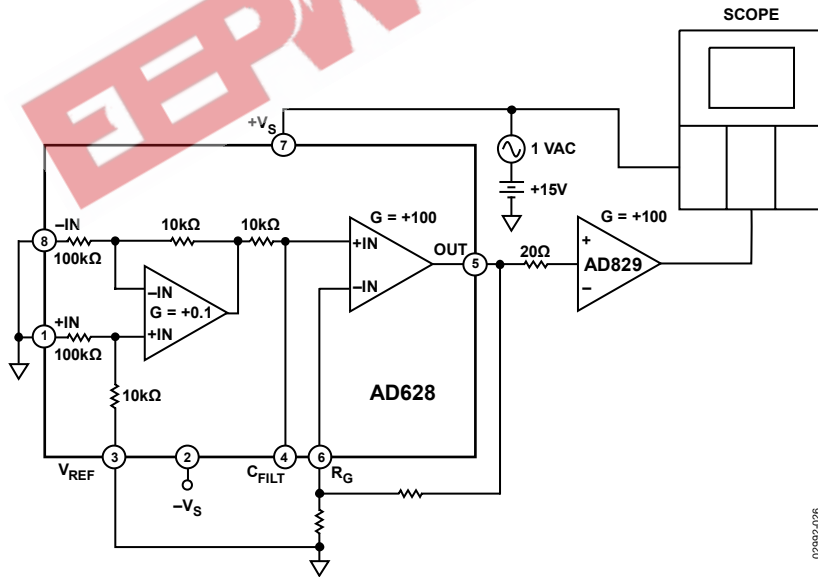 EEPW
SCOPE
+VS
7
1 VAC
+15V
G = +100
G = +100
–IN
10kΩ
10kΩ
8
100kΩ
+IN
OUT
5
20Ω
+
AD829
–
–IN
–IN
G = +0.1
+IN
+IN
1
100kΩ
10kΩ
AD628
VREF
3
2
–VS
CFILT
4
6
RG
02992-026